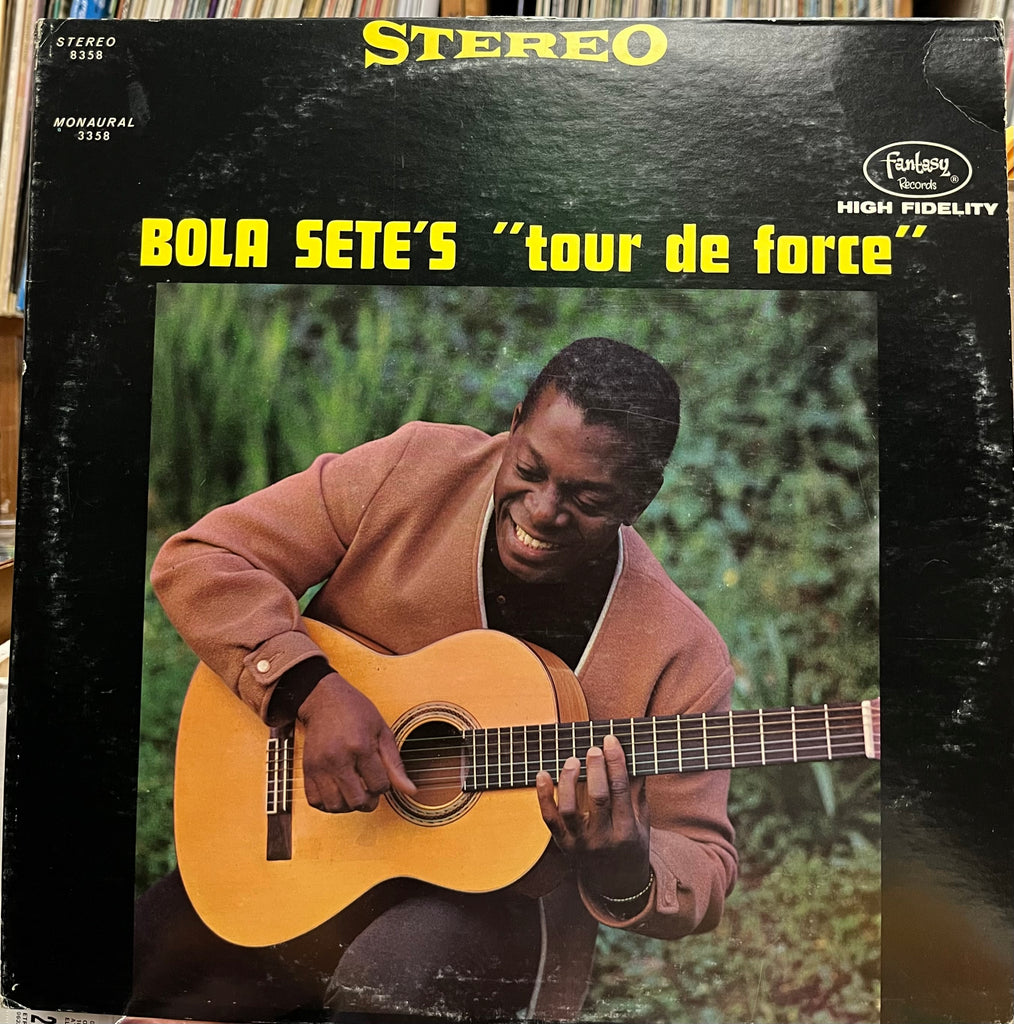 STEREO
8358
STEREO
MONAURAL
3358
Fantasy
Records ®
HIGH FIDELITY
BOLA SETE'S "tour de force"